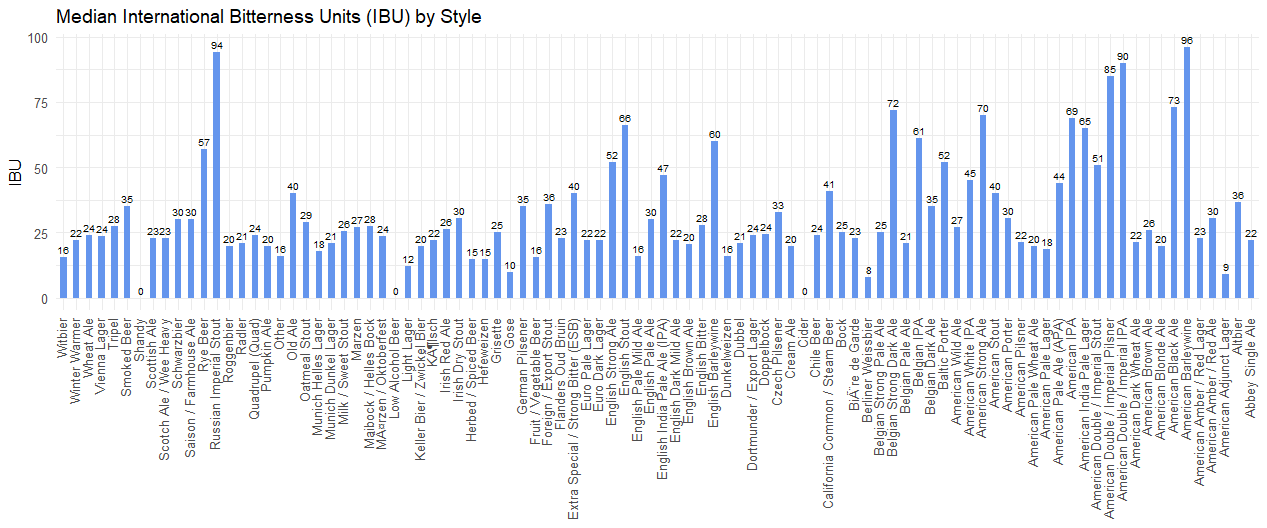 Median International Bitterness Units (IBU) by Style
IBU
100
75
50
25
0
16
22
24
24
28
35
0
23
23
30
30
57
94
20
21
24
20
16
40
29
18
21
26
27
28
24
0
12
20
22
26
30
15
15
25
10
35
16
36
23
40
22
22
52
66
16
30
47
22
20
28
60
16
21
24
24
33
20
0
24
41
25
23
8
25
72
21
61
35
52
27
45
70
40
30
22
20
18
44
69
65
51
85
90
22
26
20
73
96
23
30
9
36
22
Witbier
Winter Warmer
Wheat Ale
Vienna Lager
Tripel
Smoked Beer
Shandy
Scottish Ale
Scotch Ale / Wee Heavy
Schwarzbier
Saison / Farmhouse Ale
Rye Beer
Russian Imperial Stout
Roggenbier
Radler
Quadrupel (Quad)
Pumpkin Ale
Other
Old Ale
Oatmeal Stout
Munich Helles Lager
Munich Dunkel Lager
Milk / Sweet Stout
Marzen
Maibock / Helles Bock
MÃ¤rzen / Oktoberfest
Low Alcohol Beer
Light Lager
Keller Bier / Zwickel Bier
KÃ¶lsch
Irish Red Ale
Irish Dry Stout
Herbed / Spiced Beer
Hefeweizen
Grisette
Gose
German Pilsener
Fruit / Vegetable Beer
Foreign / Export Stout
Flanders Oud Bruin
Extra Special / Strong Bitter (ESB)
Euro Pale Lager
Euro Dark Lager
English Strong Ale
English Stout
English Pale Mild Ale
English Pale Ale
English India Pale Ale (IPA)
English Dark Mild Ale
English Brown Ale
English Bitter
English Barleywine
Dunkelweizen
Dubbel
Dortmunder / Export Lager
Doppelbock
Czech Pilsener
Cream Ale
Cider
Chile Beer
California Common / Steam Beer
Bock
BiÃ¨re de Garde
Berliner Weissbier
Belgian Strong Pale Ale
Belgian Strong Dark Ale
Belgian Pale Ale
Belgian IPA
Belgian Dark Ale
Baltic Porter
American Wild Ale
American White IPA
American Strong Ale
American Stout
American Porter
American Pilsner
American Pale Wheat Ale
American Pale Lager
American Pale Ale (APA)
American IPA
American India Pale Lager
American Double / Imperial Stout
American Double / Imperial Pilsner
American Double / Imperial IPA
American Dark Wheat Ale
American Brown Ale
American Blonde Ale
American Black Ale
American Barleywine
American Amber / Red Lager
American Amber / Red Ale
American Adjunct Lager
Altbier
Abbey Single Ale